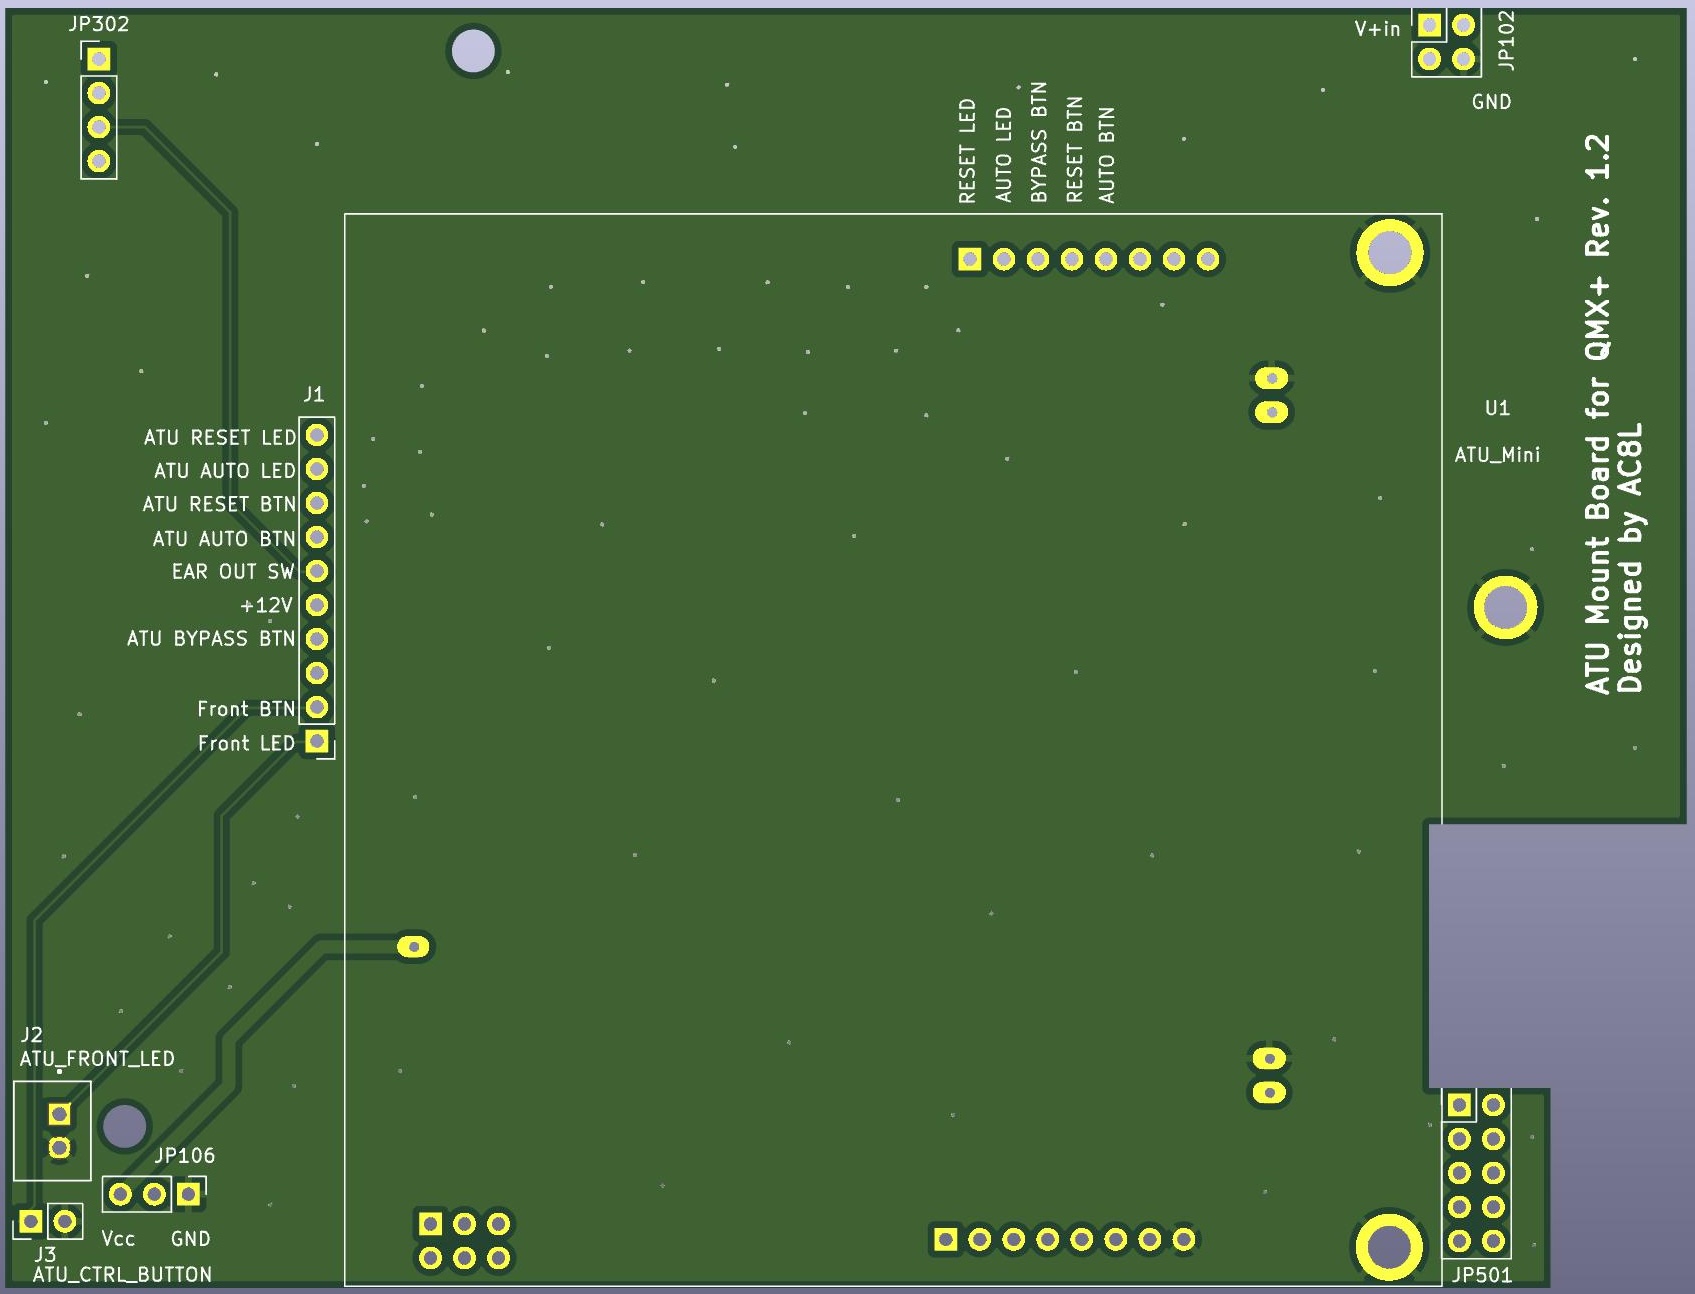 JP302
V+in
JP102
GND
RESET LED
AUTO LED
BYPASS BTN
RESET BTN
AUTO BTN
ATU Mount Board for QMX+ Rev. 1.2
Designed by AC8L
J1
ATU RESET LED
ATU AUTO LED
ATU RESET BTN
ATU AUTO BTN
EAR OUT SW
+12V
ATU BYPASS BTN
Front BTN
Front LED
U1
ATU_Mini
J2
ATU_FRONT_LED
JP106
Vcc
GND
J3
ATU_CTRL_BUTTON
JP501